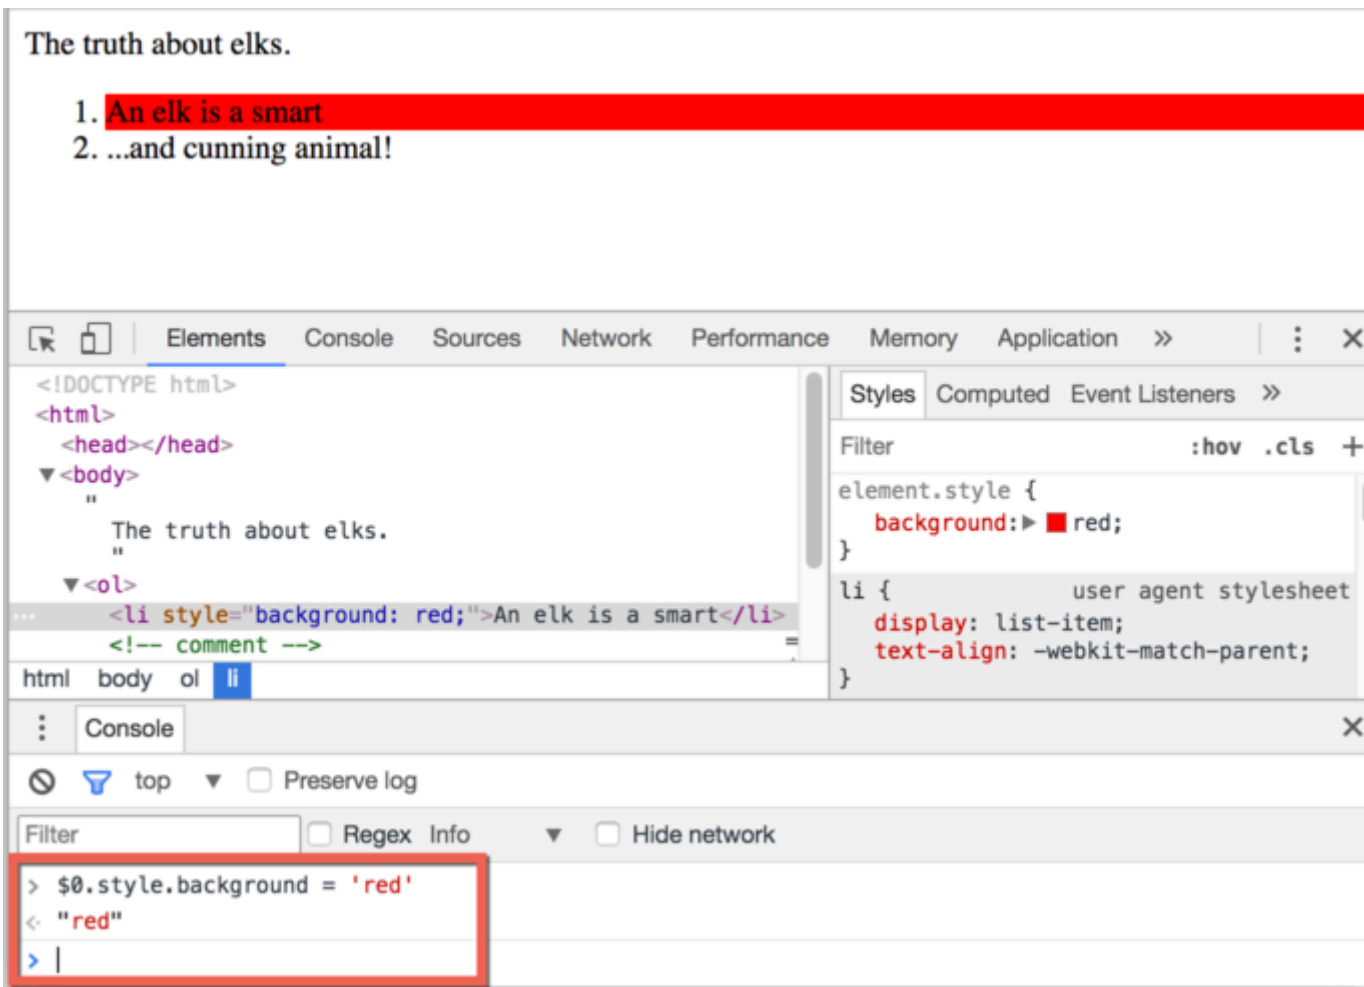 The truth about elks.
1. An elk is a smart
2. ...and cunning animal!
Elements Console Sources Network Performance Memory Application »
<!DOCTYPE html>
<html>
<head></head>
▼<body>
"
The truth about elks.
"
▼<ol>
... <li style="background: red;">An elk is a smart</li>
<!-- comment -->
html body ol li
Styles Computed Event Listeners »
Filter :hov .cls +
element.style {
background:▶ red;
}
li { user agent stylesheet
display: list-item;
text-align: -webkit-match-parent;
}
Console
top ▼ Preserve log
Filter Regex Info ▼ Hide network
> $0.style.background = 'red'
<· "red"
>